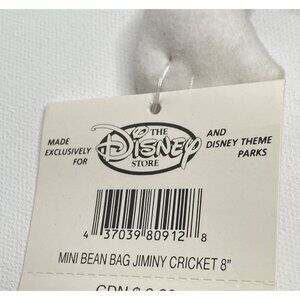 MADE
EXCLUSIVELY
FOR
THE
DISNEY
STORE
AND
DISNEY THEME
PARKS
4 37039 80912 8
MINI BEAN BAG JIMINY CRICKET 8"